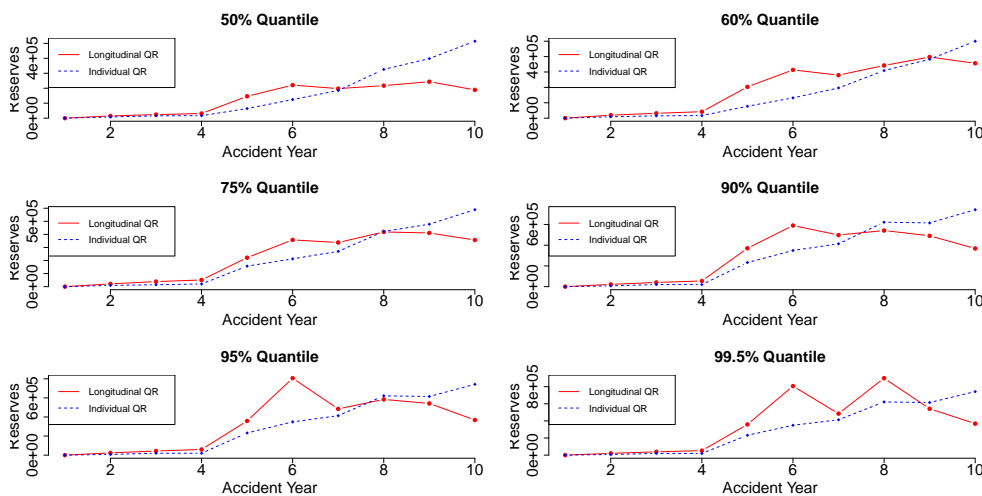 50% Quantile
Reserves
0e+00 4e+05
Longitudinal QR
Individual QR
2 4 6 8 10
Accident Year
60% Quantile
Reserves
0e+00 4e+05
Longitudinal QR
Individual QR
2 4 6 8 10
Accident Year
75% Quantile
Reserves
0e+00 5e+05
Longitudinal QR
Individual QR
2 4 6 8 10
Accident Year
90% Quantile
Reserves
0e+00 6e+05
Longitudinal QR
Individual QR
2 4 6 8 10
Accident Year
95% Quantile
Reserves
0e+00 6e+05
Longitudinal QR
Individual QR
2 4 6 8 10
Accident Year
99.5% Quantile
Reserves
0e+00 8e+05
Longitudinal QR
Individual QR
2 4 6 8 10
Accident Year